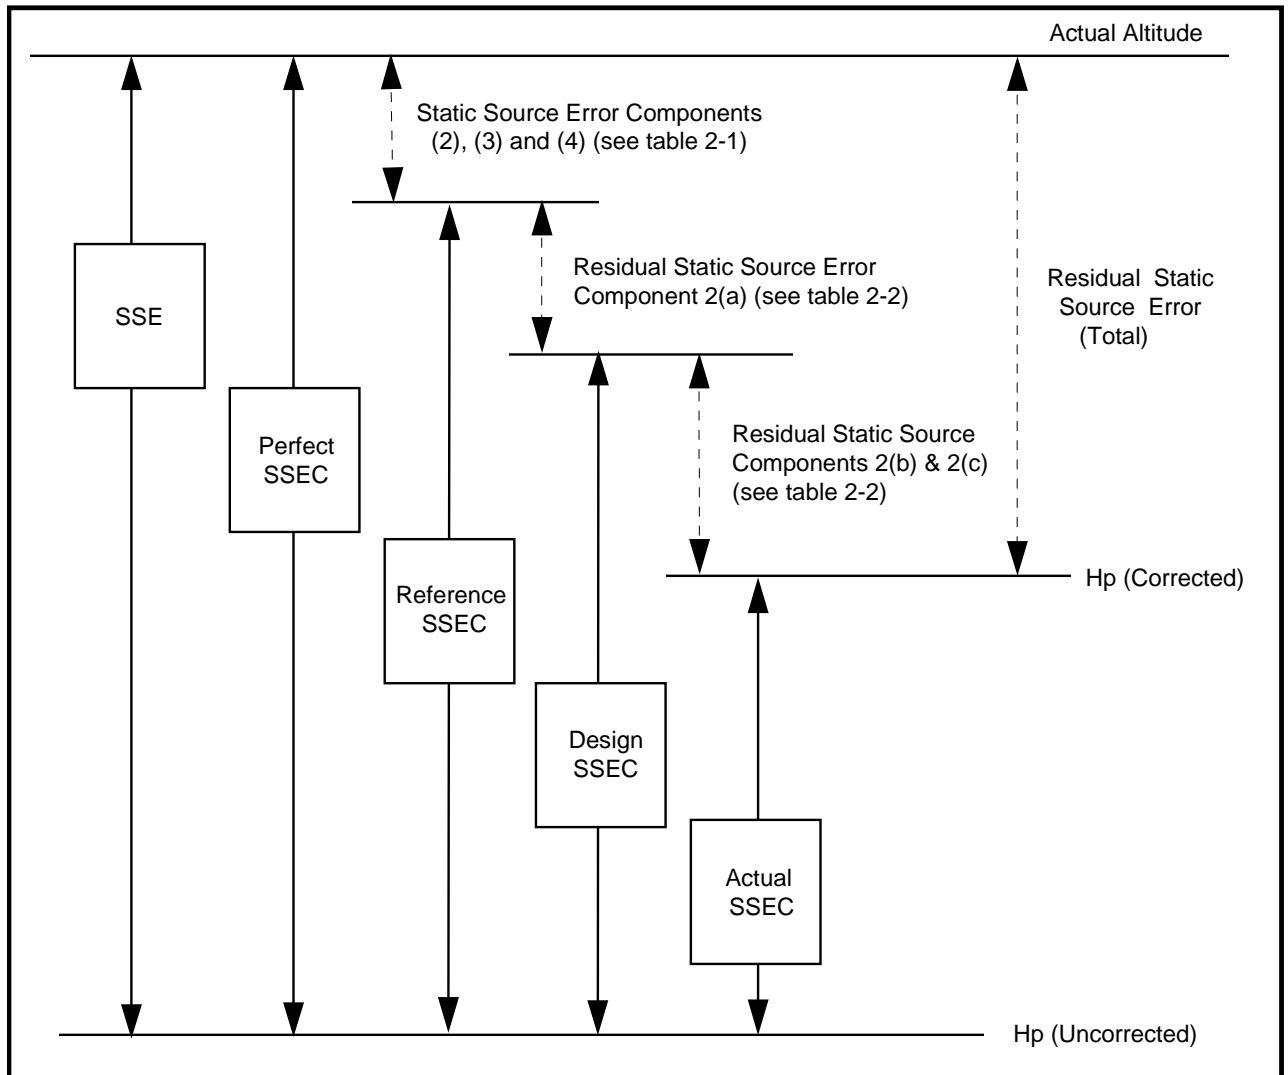 Actual Altitude
Static Source Error Components
(2), (3) and (4) (see table 2-1)
Residual Static Source Error
Component 2(a) (see table 2-2)
Residual Static
Source Error
(Total)
SSE
Perfect
SSEC
Residual Static Source
Components 2(b) & 2(c)
(see table 2-2)
Hp (Corrected)
Reference
SSEC
Design
SSEC
Actual
SSEC
Hp (Uncorrected)